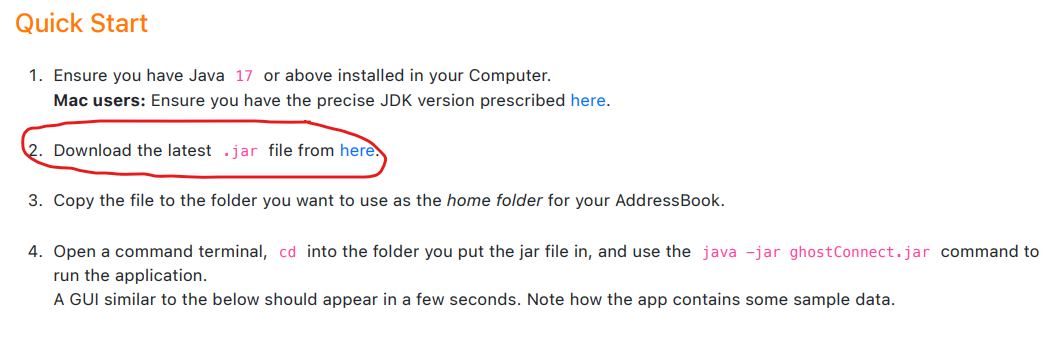 Quick Start
1. Ensure you have Java 17 or above installed in your Computer.
Mac users: Ensure you have the precise JDK version prescribed here.
2. Download the latest .jar file from here.
3. Copy the file to the folder you want to use as the home folder for your AddressBook.
4. Open a command terminal, cd into the folder you put the jar file in, and use the java -jar ghostConnect.jar command to
run the application.
A GUI similar to the below should appear in a few seconds. Note how the app contains some sample data.